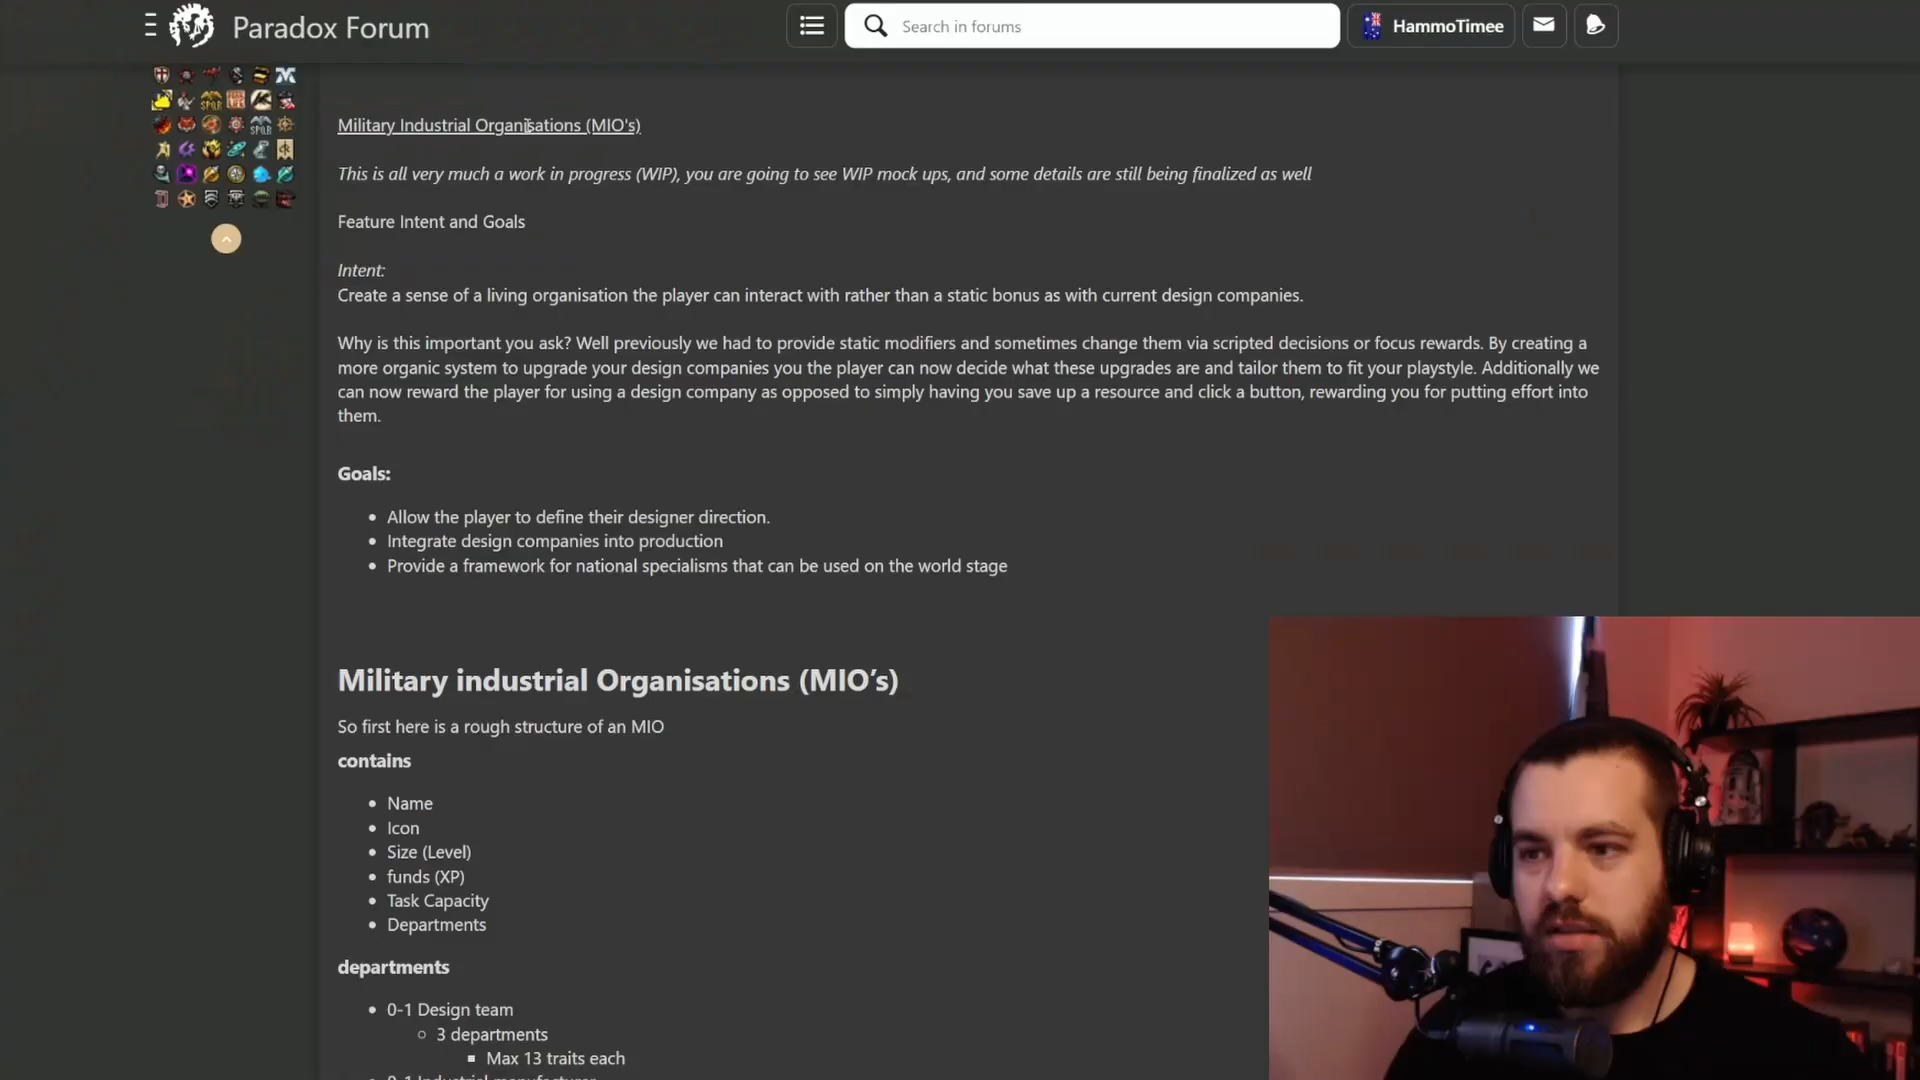 Paradox Forum
Search in forums
HammoTimee
Military Industrial Organisations (MIO's)
This is all very much a work in progress (WIP), you are going to see WIP mock ups, and some details are still being finalized as well
Feature Intent and Goals
Intent:
Create a sense of a living organisation the player can interact with rather than a static bonus as with current design companies.
Why is this important you ask? Well previously we had to provide static modifiers and sometimes change them via scripted decisions or focus rewards. By creating a
more organic system to upgrade your design companies you the player can now decide what these upgrades are and tailor them to fit your playstyle. Additionally we
can now reward the player for using a design company as opposed to simply having you save up a resource and click a button, rewarding you for putting effort into
them.
Goals:
• Allow the player to define their designer direction.
• Integrate design companies into production
• Provide a framework for national specialisms that can be used on the world stage
Military industrial Organisations (MIO’s)
So first here is a rough structure of an MIO
contains
• Name
• Icon
• Size (Level)
• funds (XP)
• Task Capacity
• Departments
departments
• 0-1 Design team
○ 3 departments
▪ Max 13 traits each
• 0-1 Industrial manufacturer